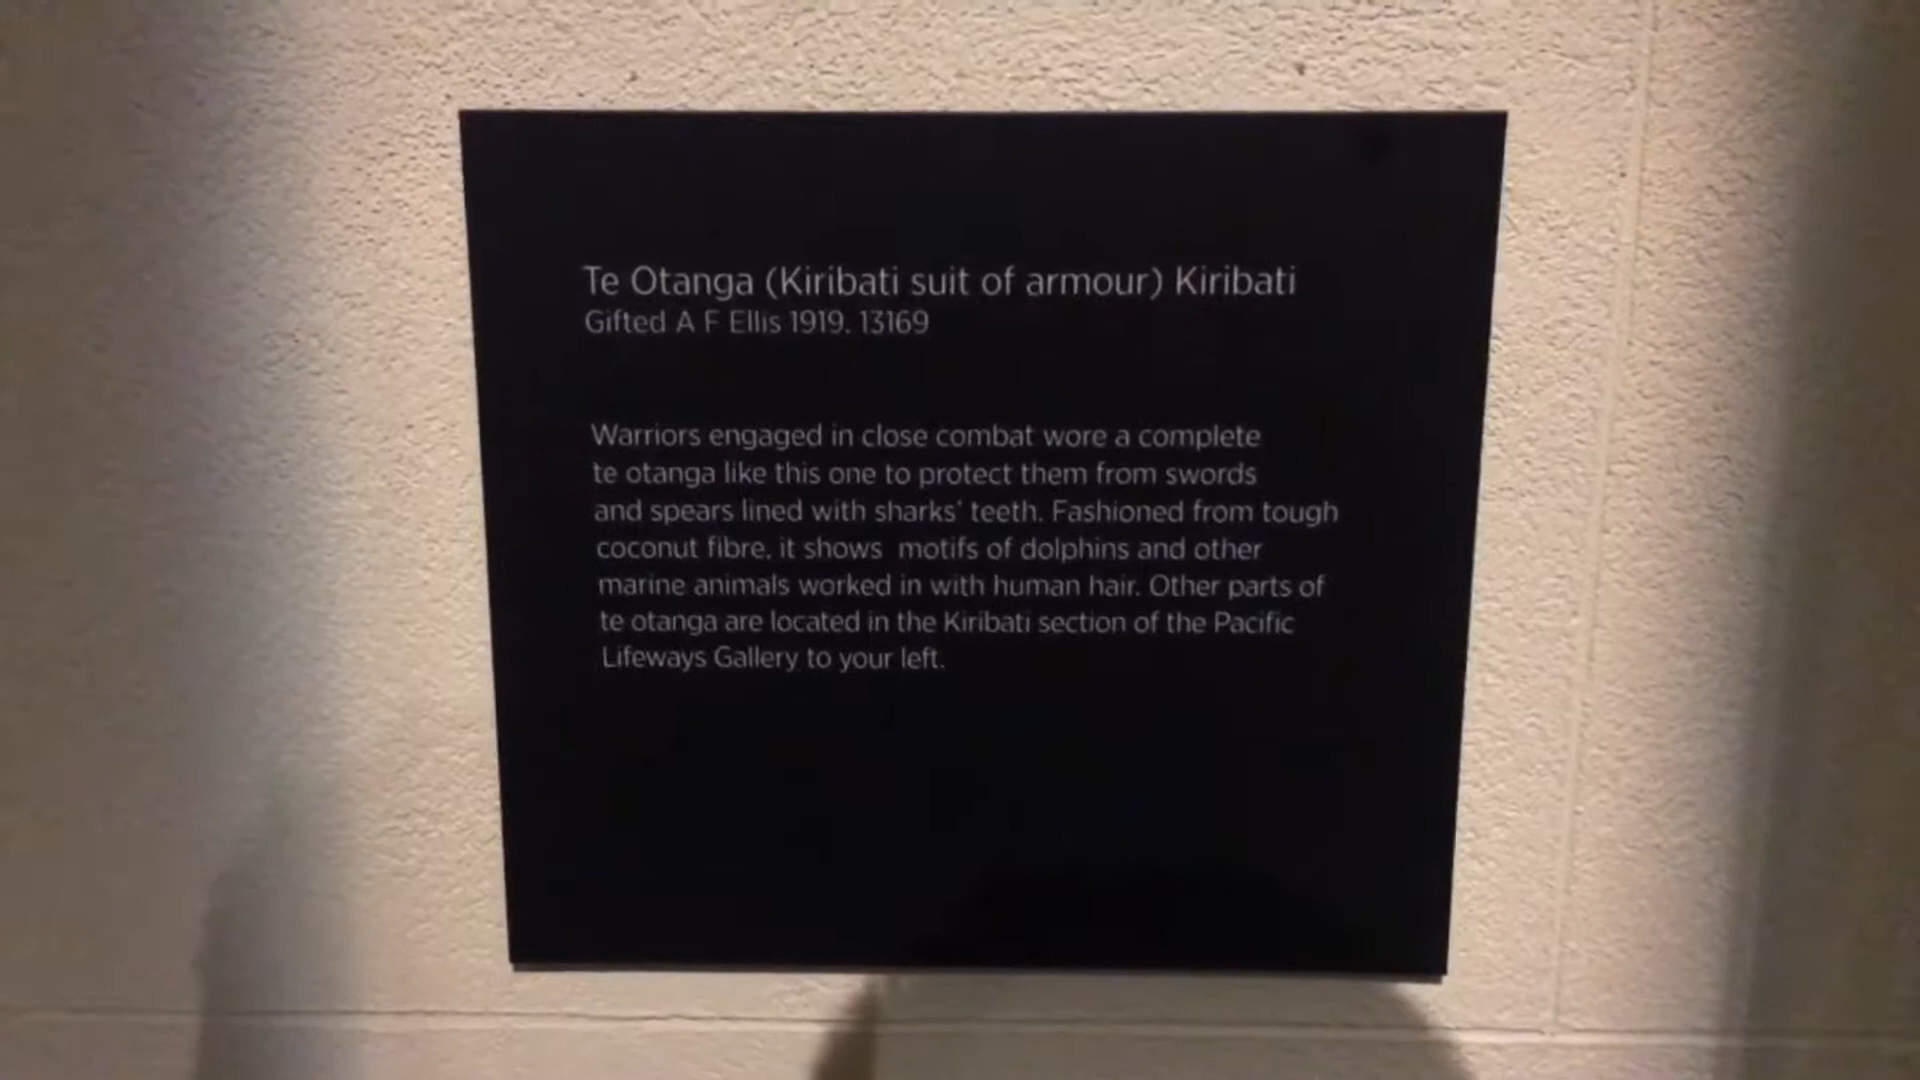 Te Otanga (Kiribati suit of armour) Kiribati
Gifted A F Ellis 1919. 13169
Warriors engaged in close combat wore a complete
te otanga like this one to protect them from swords
and spears lined with sharks' teeth. Fashioned from tough
coconut fibre, it shows  motifs of dolphins and other
marine animals worked in with human hair. Other parts of
te otanga are located in the Kiribati section of the Pacific
Lifeways Gallery to your left.